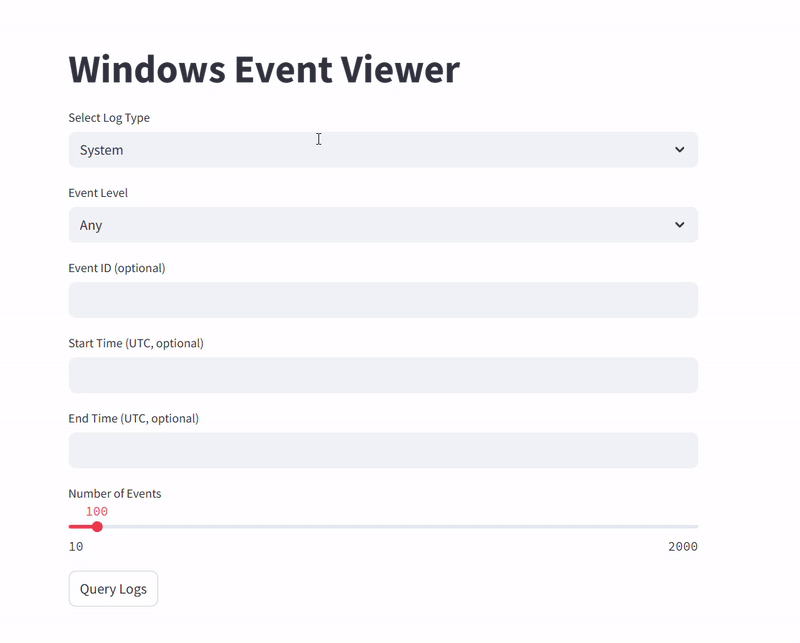 Windows Event Viewer
Select Log Type
System
Event Level
Any
Event ID (optional)
Start Time (UTC, optional)
End Time (UTC, optional)
Number of Events
100
10 2000
Query Logs